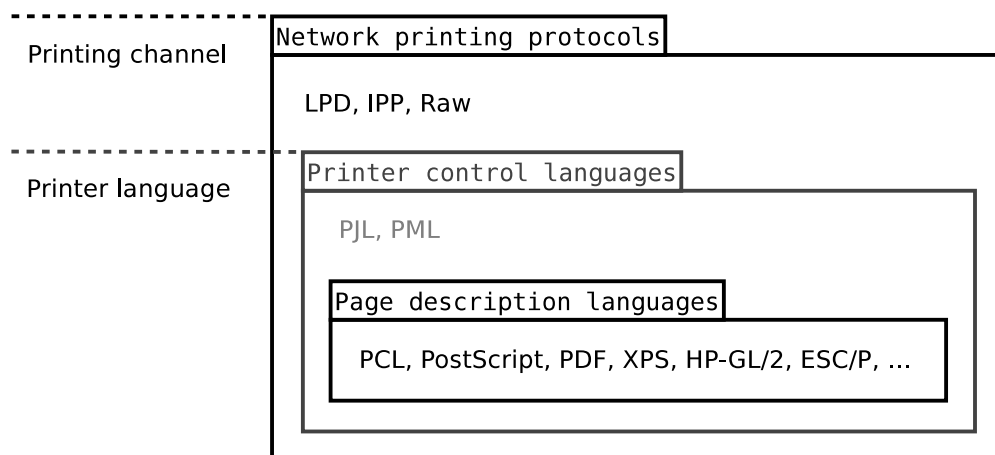 Network printing protocols
Printing channel
LPD, IPP, Raw
Printer control languages
Printer language
PJL, PML
Page description languages
PCL, PostScript, PDF, XPS, HP-GL/2, ESC/P, ...